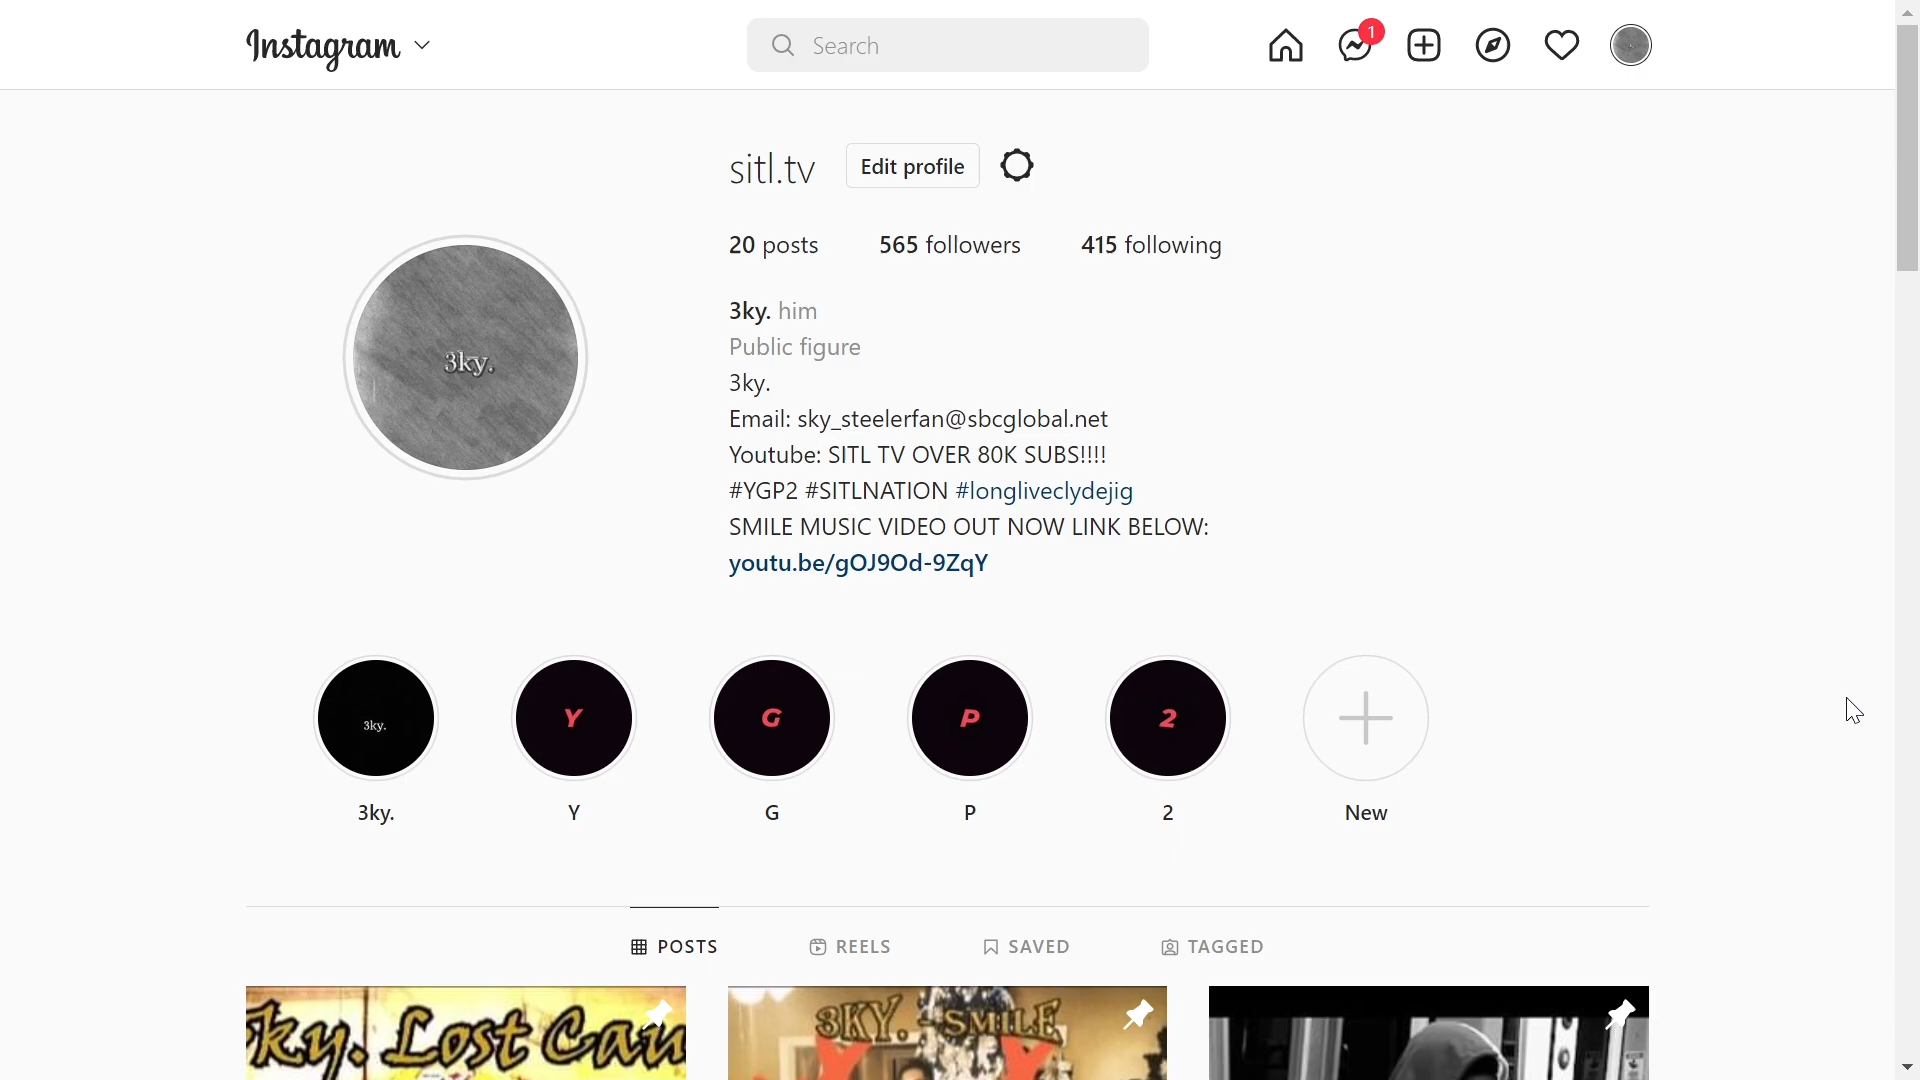 Instagram
Search
1
sitl.tv Edit profile
20 posts 565 followers 415 following
3ky. him
Public figure
3ky.
Email: sky_steelerfan@sbcglobal.net
Youtube: SITL TV OVER 80K SUBS!!!!
#YGP2 #SITLNATION #longliveclydejig
SMILE MUSIC VIDEO OUT NOW LINK BELOW:
youtu.be/gOJ9Od-9ZqY
3ky.
3ky. Y G P 2
3ky. Y G P 2 New
POSTS REELS SAVED TAGGED
ky. Lost Cau
3KY. - SMILE